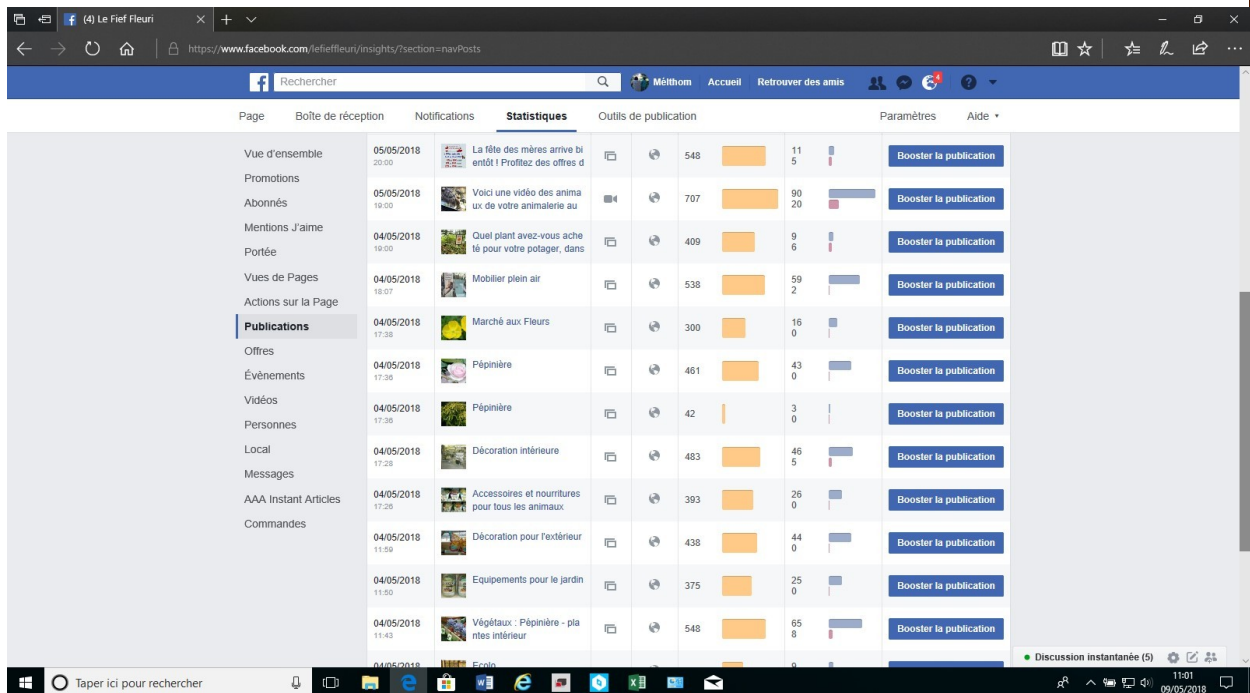 (4) Le Fief Fleuri
https://www.facebook.com/lefieffleuri/insights/?section=navPosts
Rechercher
Mélthom Accueil Retrouver des amis 4
Page Boîte de réception Notifications Statistiques Outils de publication Paramètres Aide
Vue d'ensemble
Promotions
Abonnés
Mentions J'aime
Portée
Vues de Pages
Actions sur la Page
Publications
Offres
Évènements
Vidéos
Personnes
Local
Messages
AAA Instant Articles
Commandes
05/05/2018 La fête des mères arrive bi 11
20:00 entôt ! Profitez des offres d 548 5 Booster la publication
05/05/2018 Voici une vidéo des anima 90
19:00 ux de votre animalerie au 707 20 Booster la publication
04/05/2018 Quel plant avez-vous ache 9
19:00 té pour votre potager, dans 409 6 Booster la publication
04/05/2018 Mobilier plein air 59
18:07 538 2 Booster la publication
04/05/2018 Marché aux Fleurs 16
17:38 300 0 Booster la publication
04/05/2018 Pépinière 43
17:36 461 0 Booster la publication
04/05/2018 Pépinière 3
17:36 42 0 Booster la publication
04/05/2018 Décoration intérieure 46
17:28 483 5 Booster la publication
04/05/2018 Accessoires et nourritures 26
17:26 pour tous les animaux 393 0 Booster la publication
04/05/2018 Décoration pour l'extérieur 44
11:59 438 0 Booster la publication
04/05/2018 Equipements pour le jardin 25
11:50 375 0 Booster la publication
04/05/2018 Végétaux : Pépinière - pla 65
11:43 ntes intérieur 548 8 Booster la publication
04/05/2018 Ecolo
Discussion instantanée (5)
Taper ici pour rechercher
11:01
09/05/2018